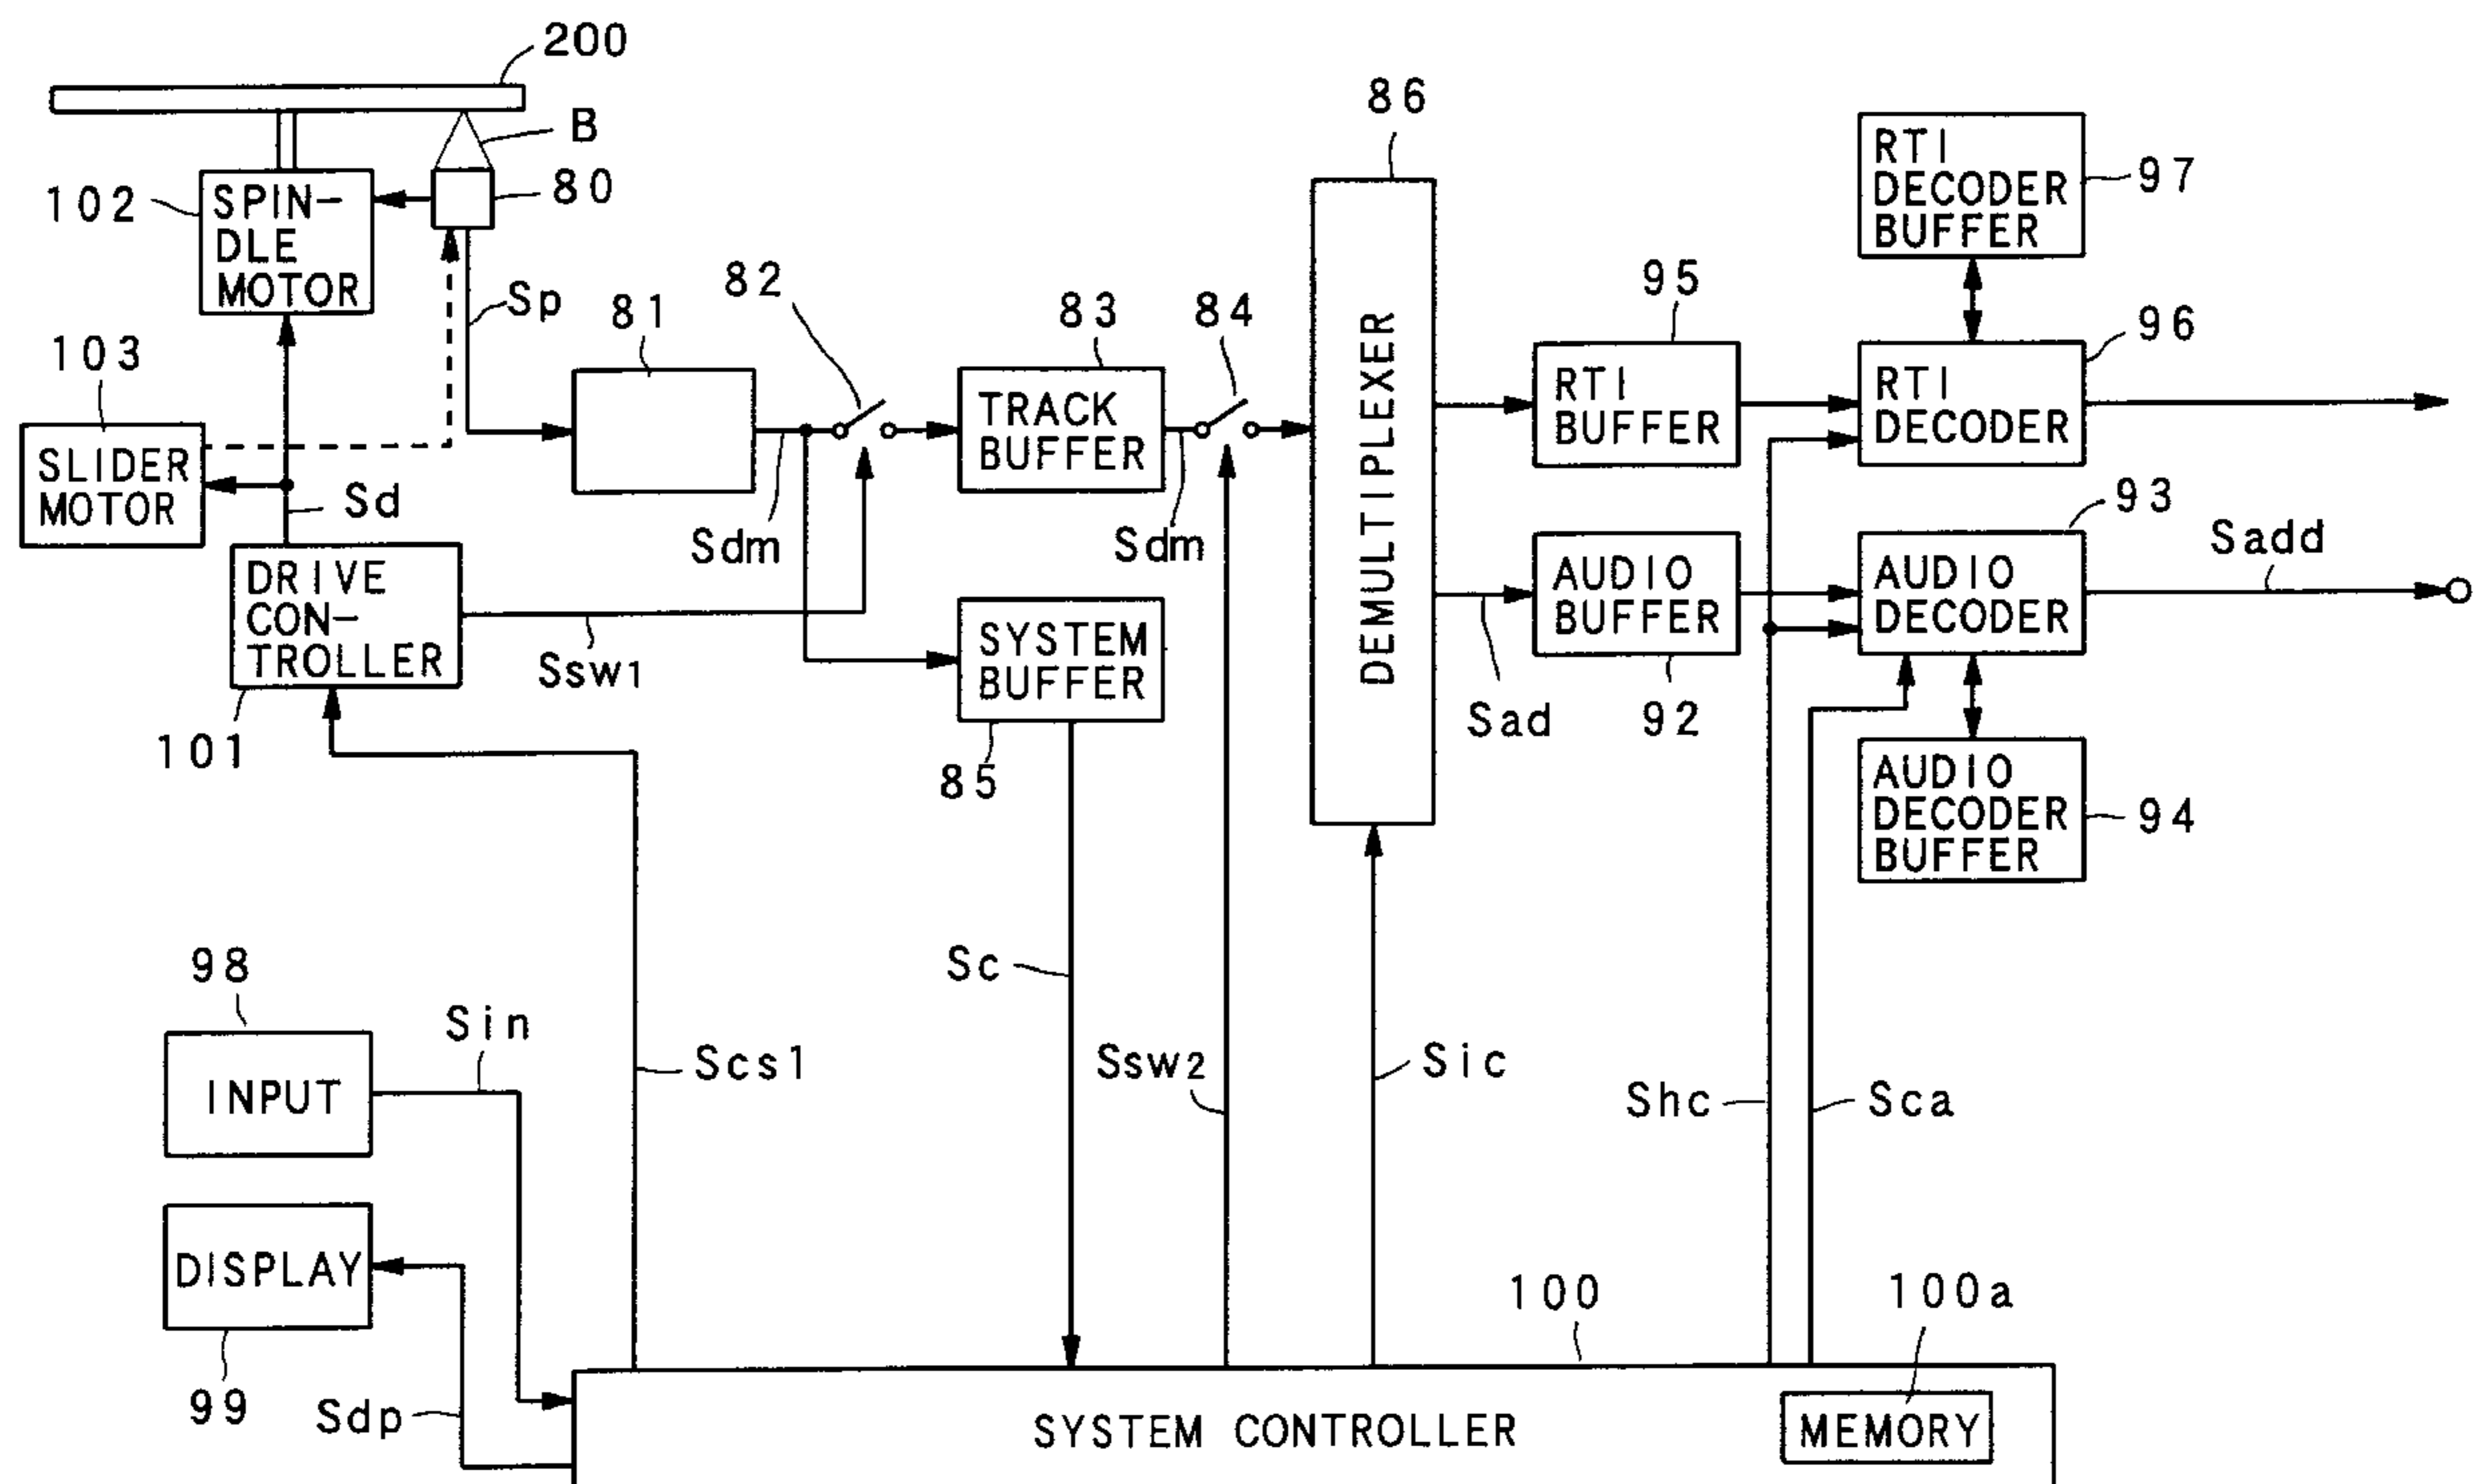 200
B
80
102
SPIN-
DLE
MOTOR
Sp
103
SLIDER
MOTOR
Sd
DRIVE
CON-
TROLLER
101
Ssw1
81
82
Sdm
TRACK
BUFFER
83
84
Sdm
SYSTEM
BUFFER
85
86
DEMULTIPLEXER
RTI
DECODER
BUFFER
97
95
RTI
BUFFER
96
RTI
DECODER
93
AUDIO
BUFFER
92
Sad
AUDIO
DECODER
Sadd
AUDIO
DECODER
BUFFER
94
98
INPUT
Sin
DISPLAY
99
Sdp
Scs1
Sc
Ssw2
Sic
Shc
Sca
100
100a
SYSTEM CONTROLLER
MEMORY